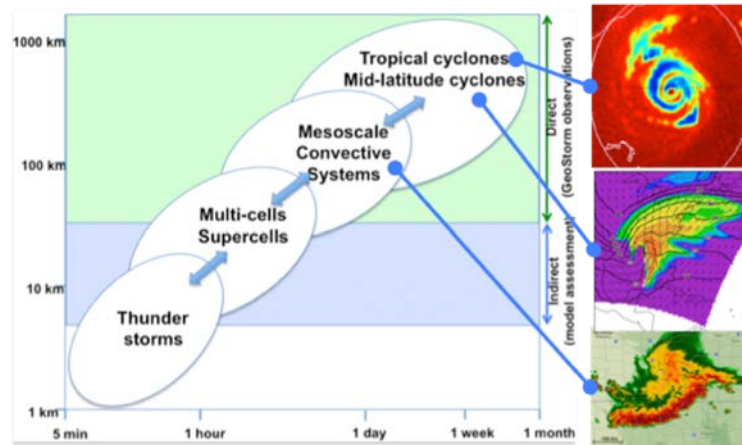 1000 km
100 km
10 km
1 km
Tropical cyclones
Mid-latitude cyclones
Mesoscale
Convective
Systems
Multi-cells
Supercells
Thunder
storms
Direct
(GeoStorm observations)
Indirect
(model assessment)
5 min
1 hour
1 day
1 week
1 month